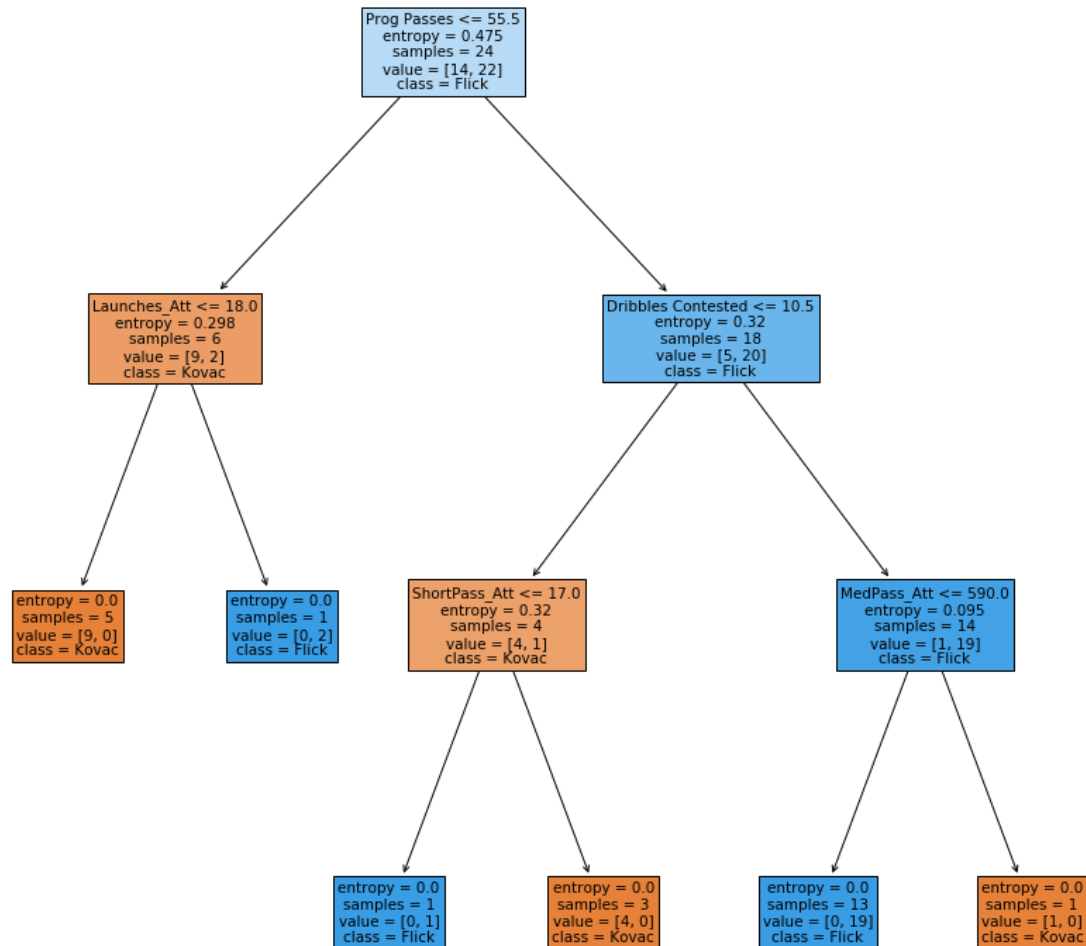 Prog Passes <= 55.5
entropy = 0.475
samples = 24
value = [14, 22]
class = Flick
Launches_Att <= 18.0
entropy = 0.298
samples = 6
value = [9, 2]
class = Kovac
Dribbles Contested <= 10.5
entropy = 0.32
samples = 18
value = [5, 20]
class = Flick
entropy = 0.0
samples = 5
value = [9, 0]
class = Kovac
entropy = 0.0
samples = 1
value = [0, 2]
class = Flick
ShortPass_Att <= 17.0
entropy = 0.32
samples = 4
value = [4, 1]
class = Kovac
MedPass_Att <= 590.0
entropy = 0.095
samples = 14
value = [1, 19]
class = Flick
entropy = 0.0
samples = 1
value = [0, 1]
class = Flick
entropy = 0.0
samples = 3
value = [4, 0]
class = Kovac
entropy = 0.0
samples = 13
value = [0, 19]
class = Flick
entropy = 0.0
samples = 1
value = [1, 0]
class = Kovac